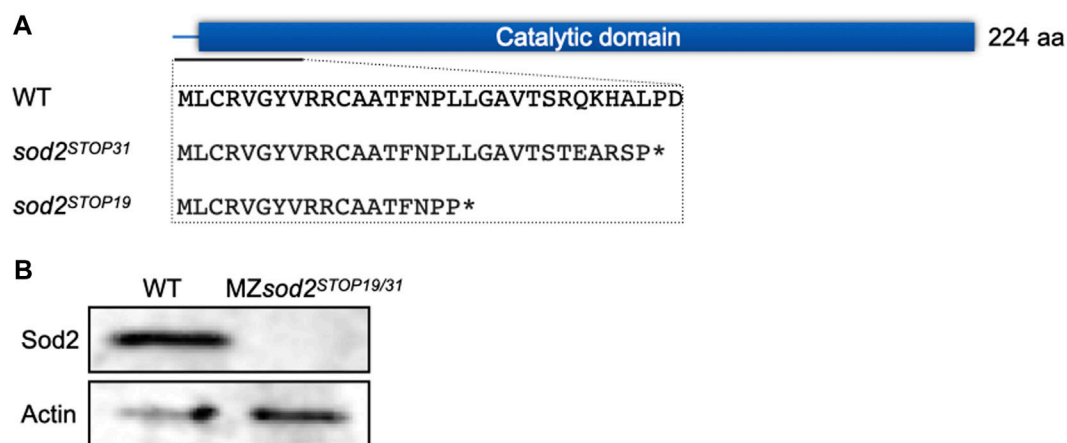 A
Catalytic domain 224 aa
WT MLCRVGYVRRCAATFNPLLGAVTSRQKHALPD
sod2STOP31 MLCRVGYVRRCAATFNPLLGAVTSTEARSP*
sod2STOP19 MLCRVGYVRRCAATFNPP*
B
WT MZsod2STOP19/31
Sod2
Actin